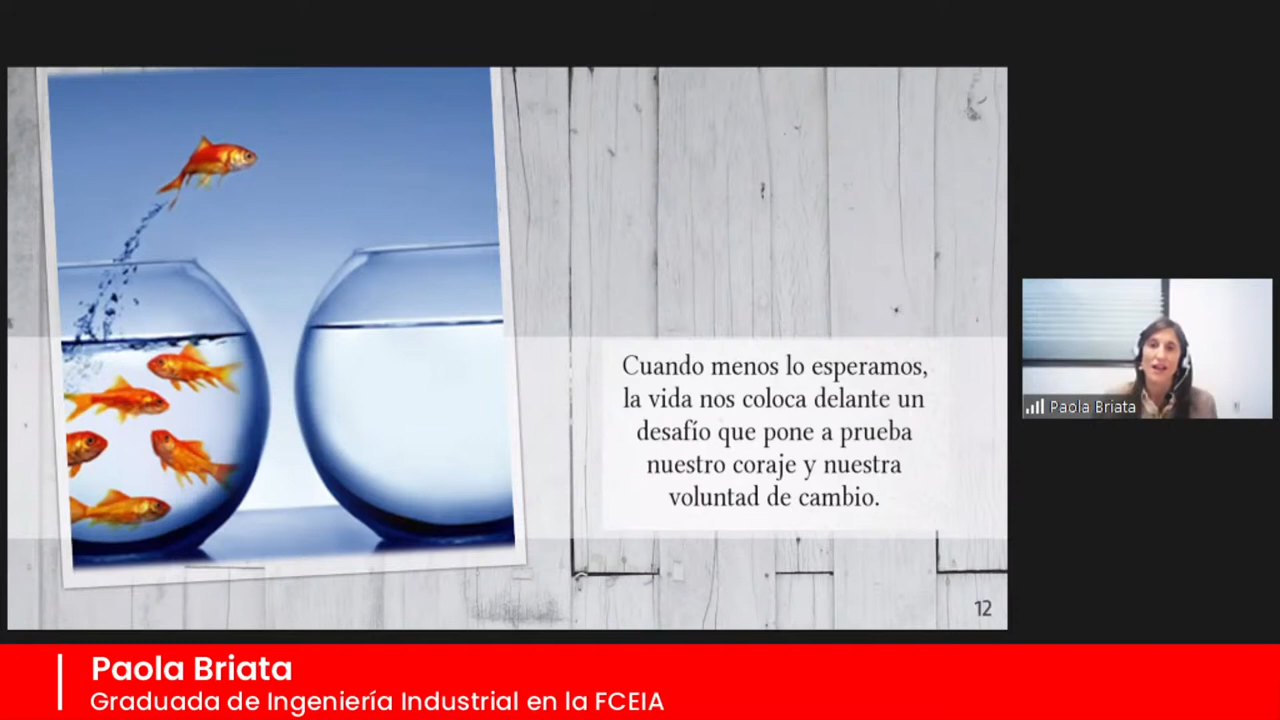 Cuando menos lo esperamos,
la vida nos coloca delante un
desafío que pone a prueba
nuestro coraje y nuestra
voluntad de cambio.
12
Paola Briata
Paola Briata
Graduada de Ingeniería Industrial en la FCEIA